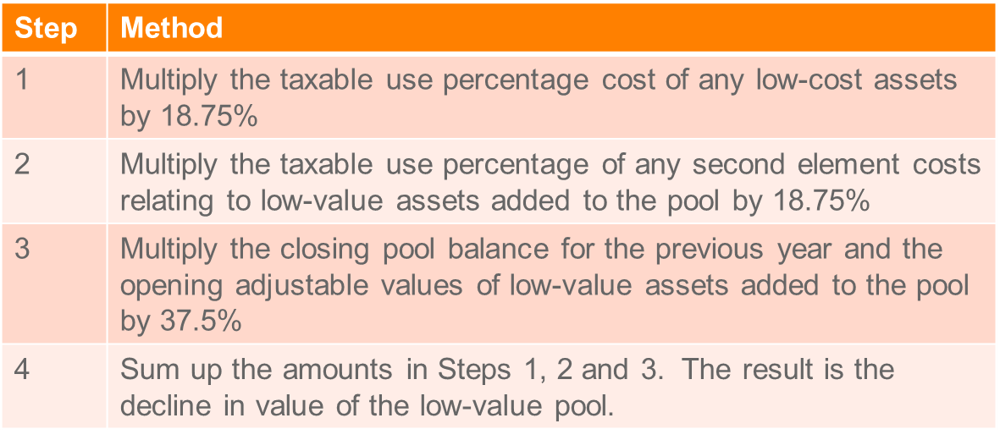 Step Method
1 Multiply the taxable use percentage cost of any low-cost assets
by 18.75%
2 Multiply the taxable use percentage of any second element costs
relating to low-value assets added to the pool by 18.75%
3 Multiply the closing pool balance for the previous year and the
opening adjustable values of low-value assets added to the pool
by 37.5%
4 Sum up the amounts in Steps 1, 2 and 3. The result is the
decline in value of the low-value pool.